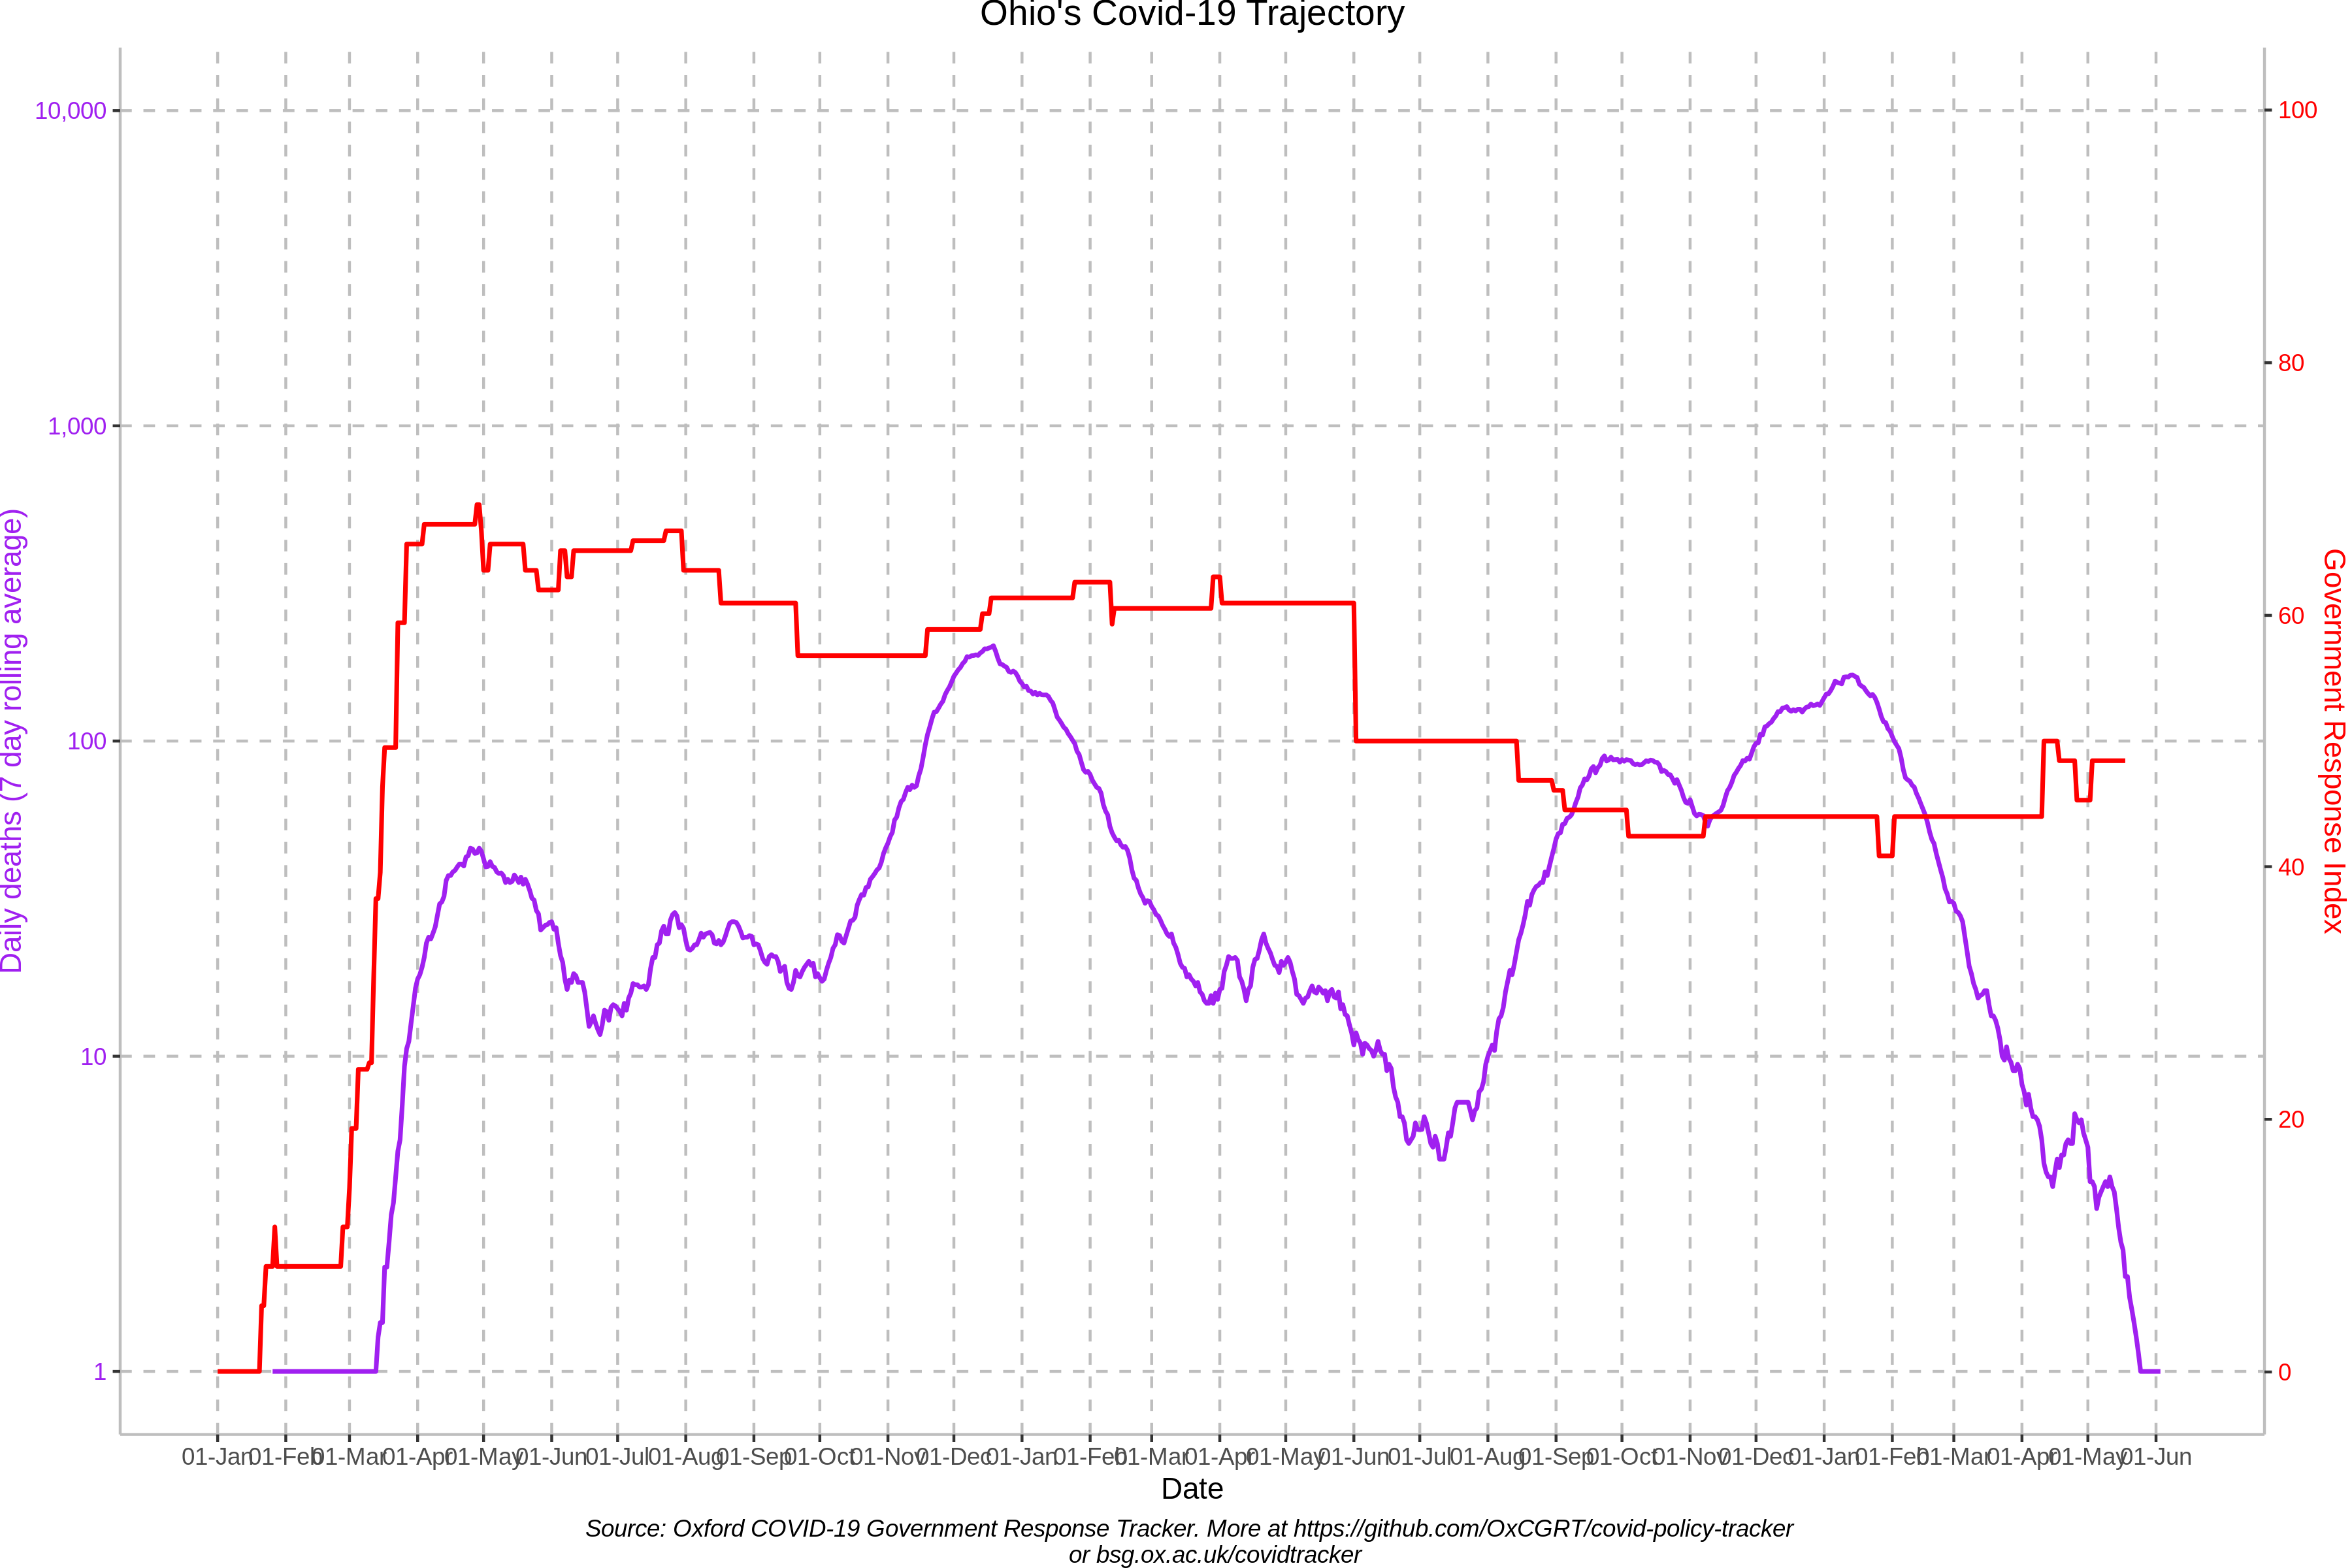 Ohio's Covid-19 Trajectory
10,000
1,000
100
10
1
Daily deaths (7 day rolling average)
100
80
60
40
20
0
Government Response Index
01-Jan 01-Feb 01-Mar 01-Apr 01-May 01-Jun 01-Jul 01-Aug 01-Sep 01-Oct 01-Nov 01-Dec 01-Jan 01-Feb 01-Mar 01-Apr 01-May 01-Jun 01-Jul 01-Aug 01-Sep 01-Oct 01-Nov 01-Dec 01-Jan 01-Feb 01-Mar 01-Apr 01-May 01-Jun
Date
Source: Oxford COVID-19 Government Response Tracker. More at https://github.com/OxCGRT/covid-policy-tracker
or bsg.ox.ac.uk/covidtracker